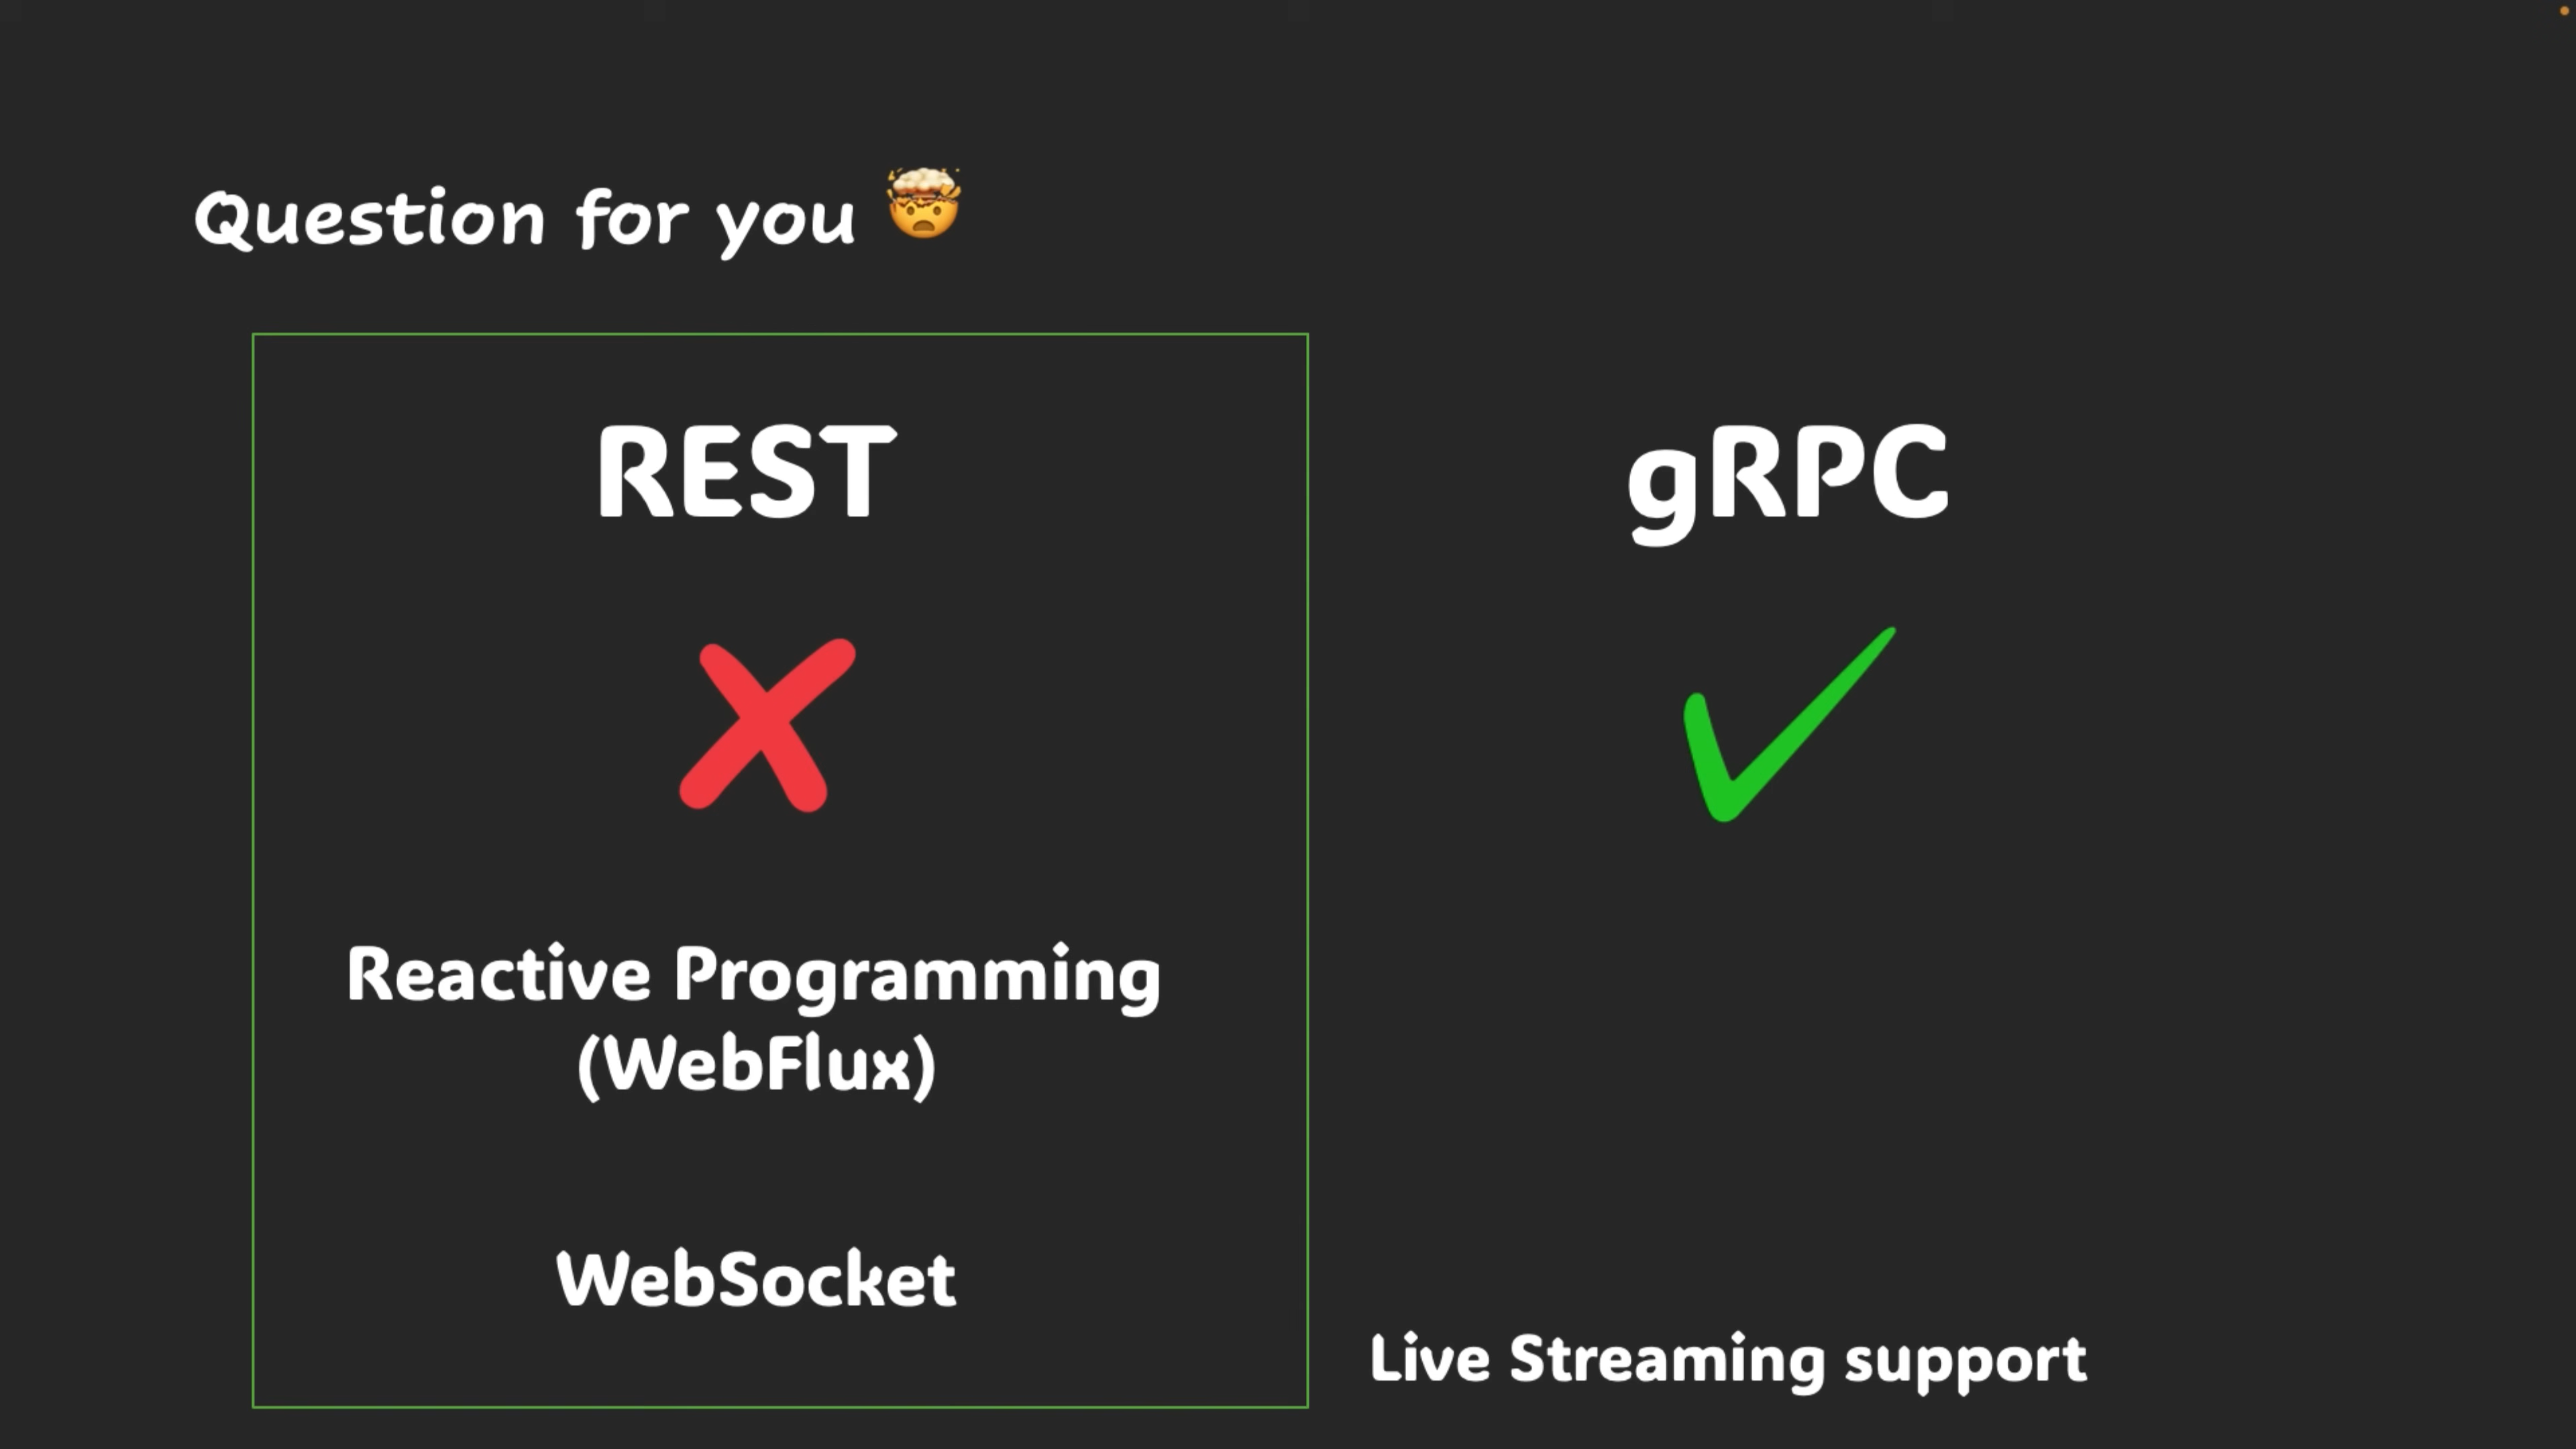 Question for you 🤯
REST
gRPC
Reactive Programming
(WebFlux)
WebSocket
Live Streaming support